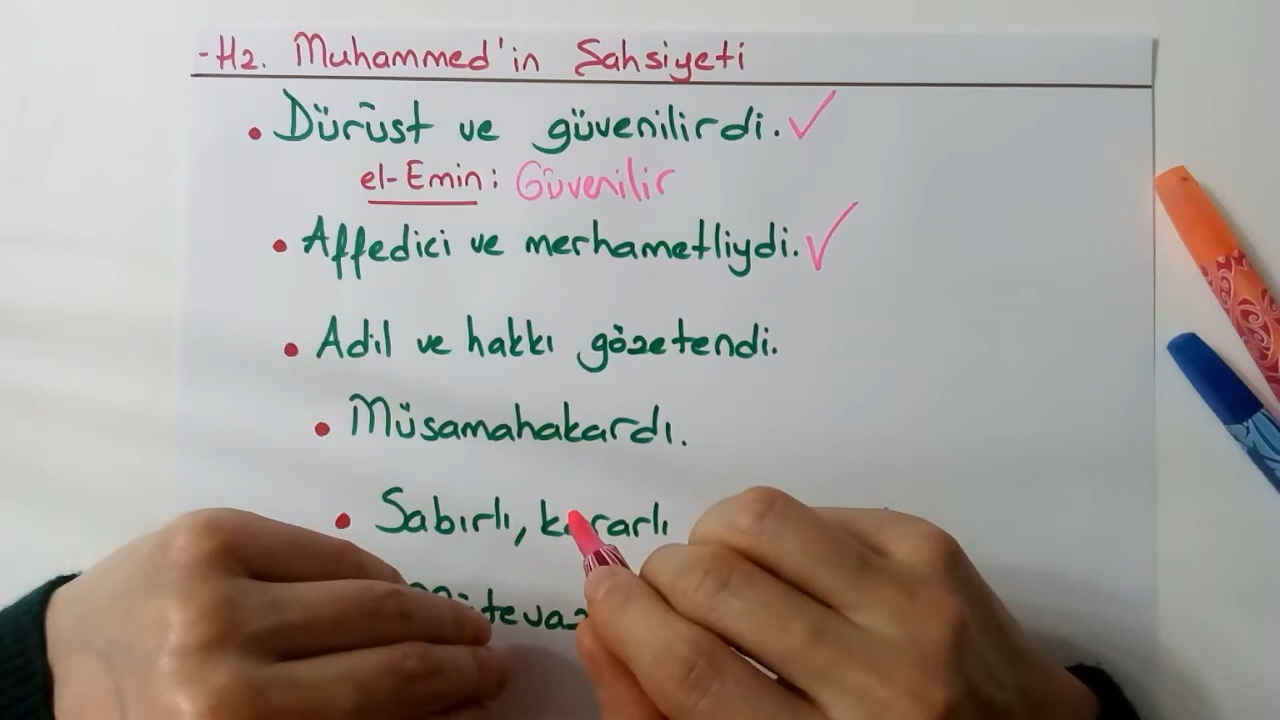 -Hz. Muhammed'in Şahsiyeti
• Dürüst ve güvenilirdi. ✓
el-Emin: Güvenilir
• Affedici ve merhametliydi. ✓
• Adil ve hakkı gözetendi.
• Müsamahakardı.
• Sabırlı, kararlı